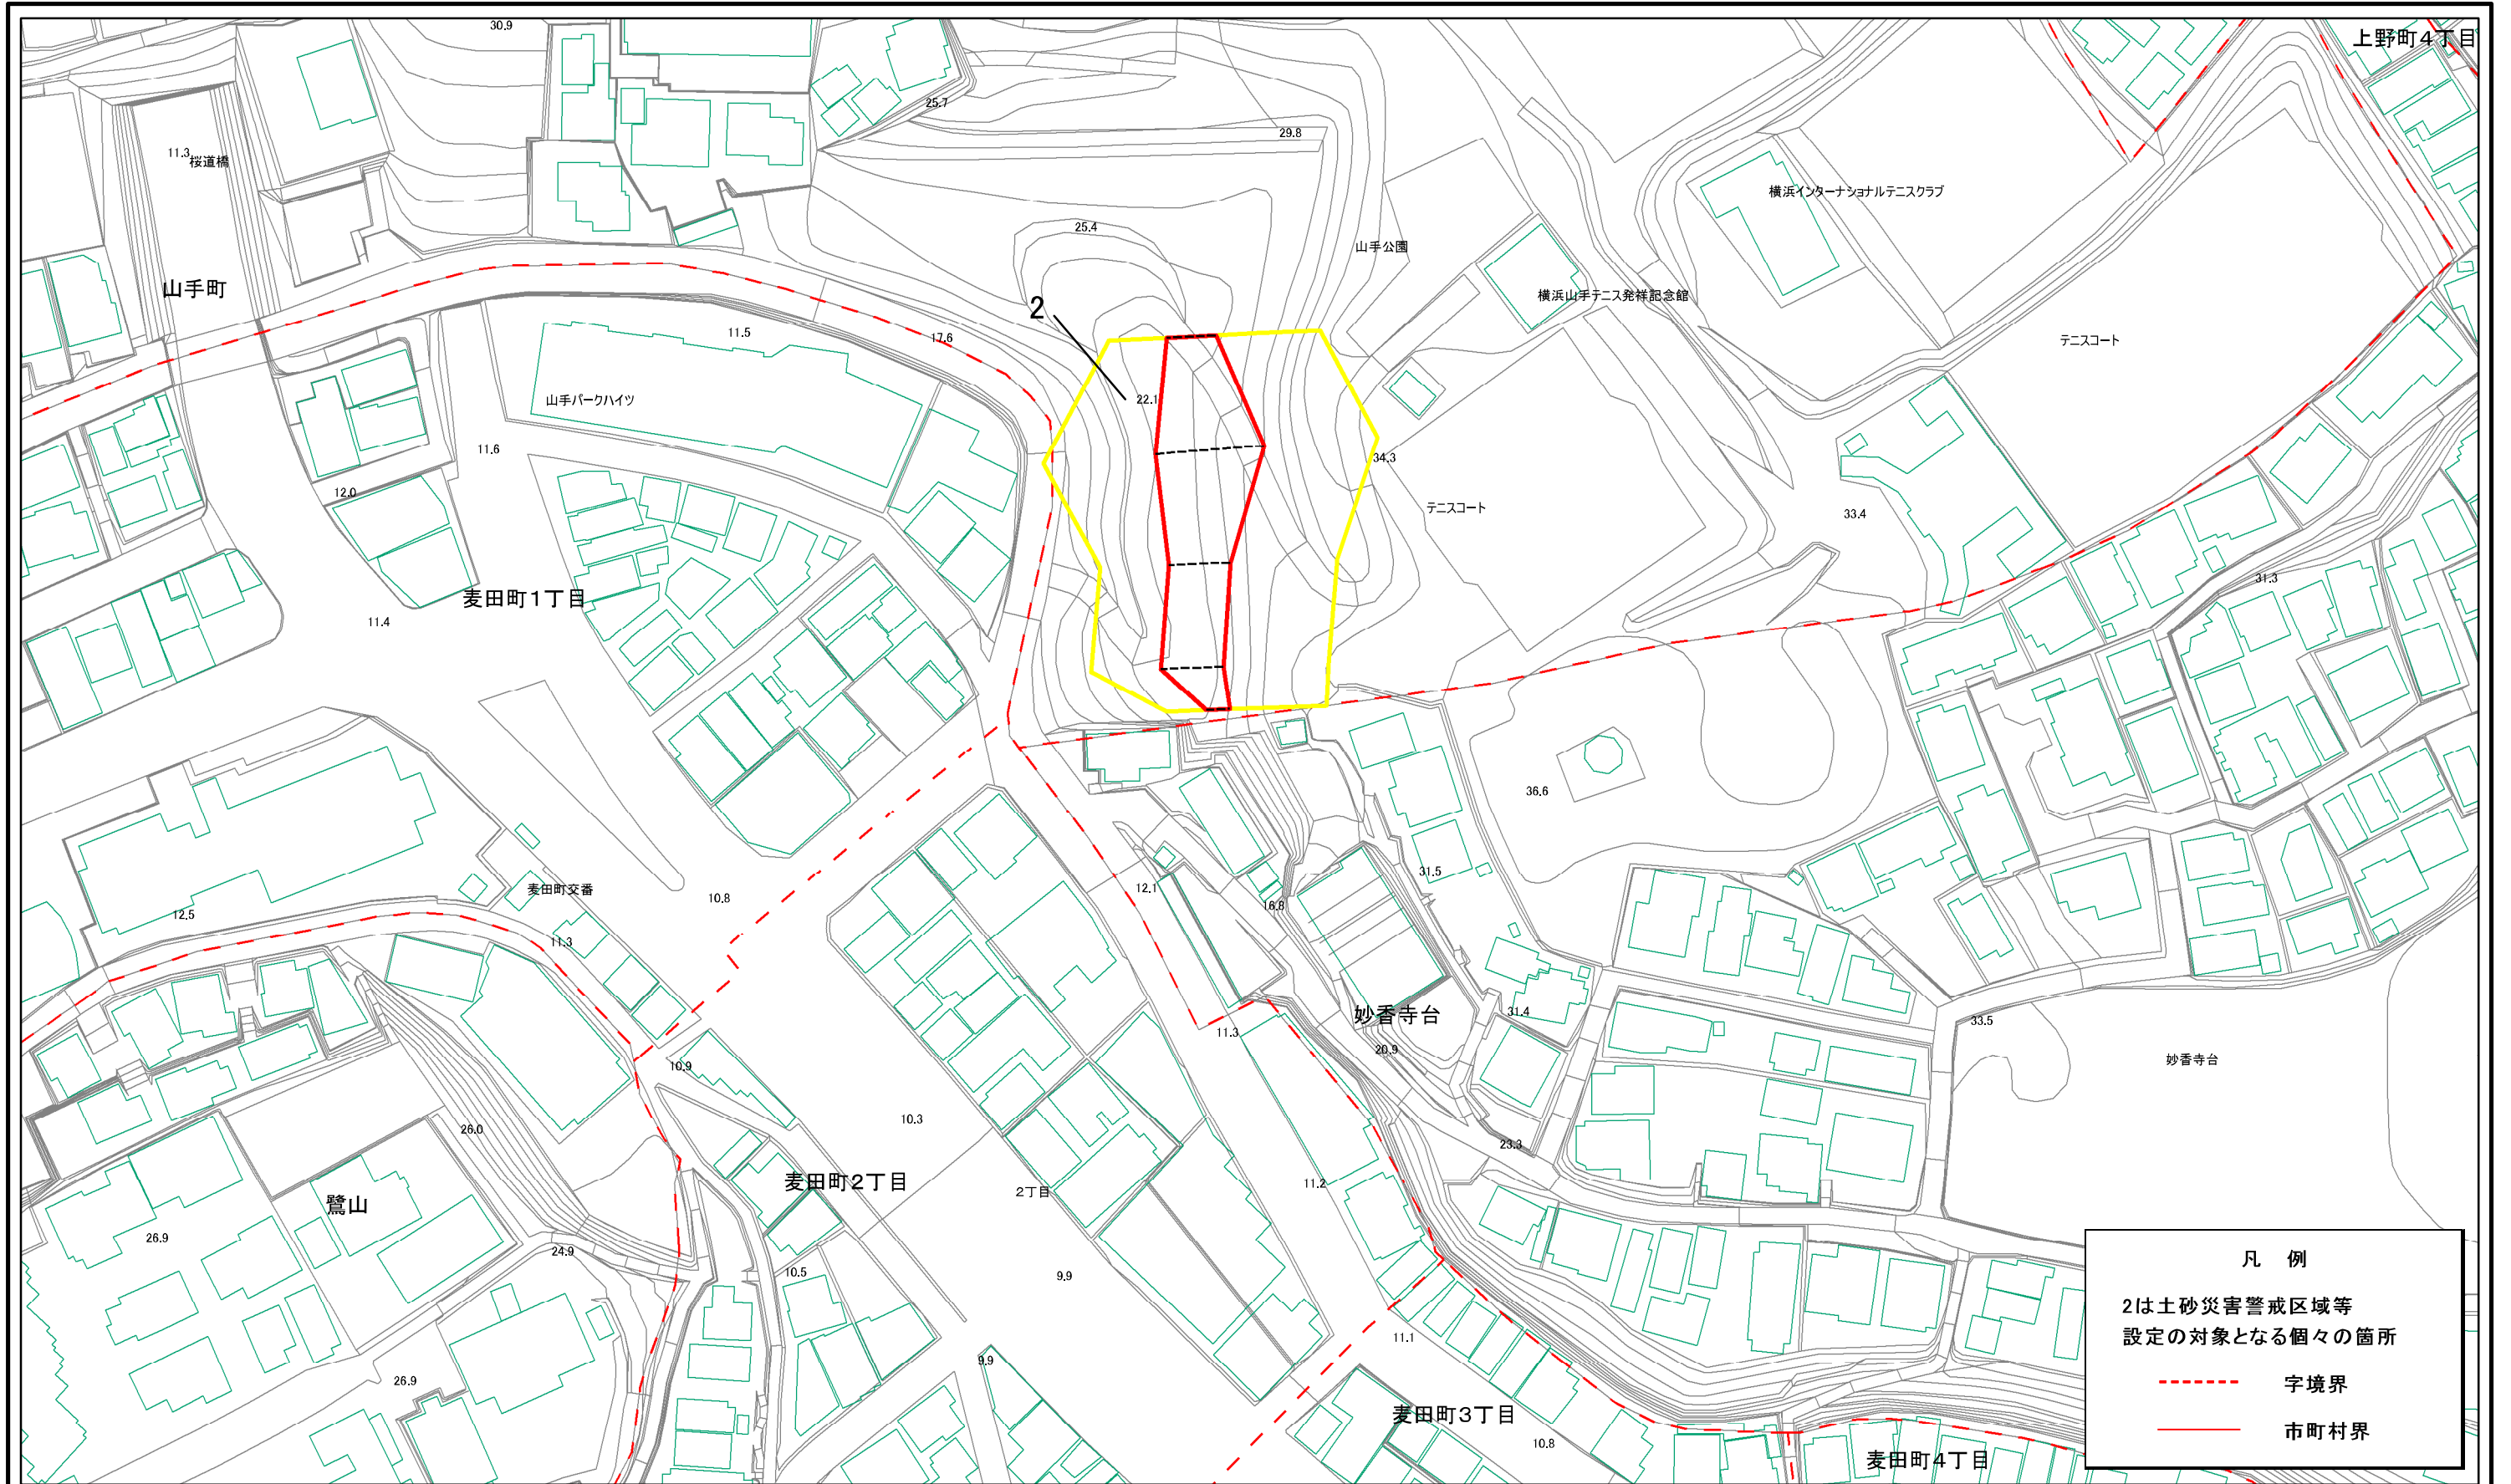 30.9
上野町4丁目
25.7
29.8
11.3
桜道橋
横浜インターナショナルテニスクラブ
25.4
山手公園
山手町
横浜山手テニス発祥記念館
2
11.5
17.6
テニスコート
山手パークハイツ
22.1
11.6
34.3
12.0
テニスコート
33.4
31.3
麦田町1丁目
11.4
36.6
31.5
麦田町交番
12.1
10.8
16.8
12.5
11.3
妙香寺台
31.4
33.5
11.3
20.9
妙香寺台
10.9
10.3
26.0
23.3
麦田町2丁目
2丁目
11.2
鷺山
26.9
24.9
10.5
9.9
凡 例
2は土砂災害警戒区域等
設定の対象となる個々の箇所
字境界
市町村界
11.1
9.9
26.9
麦田町3丁目
10.8
麦田町4丁目